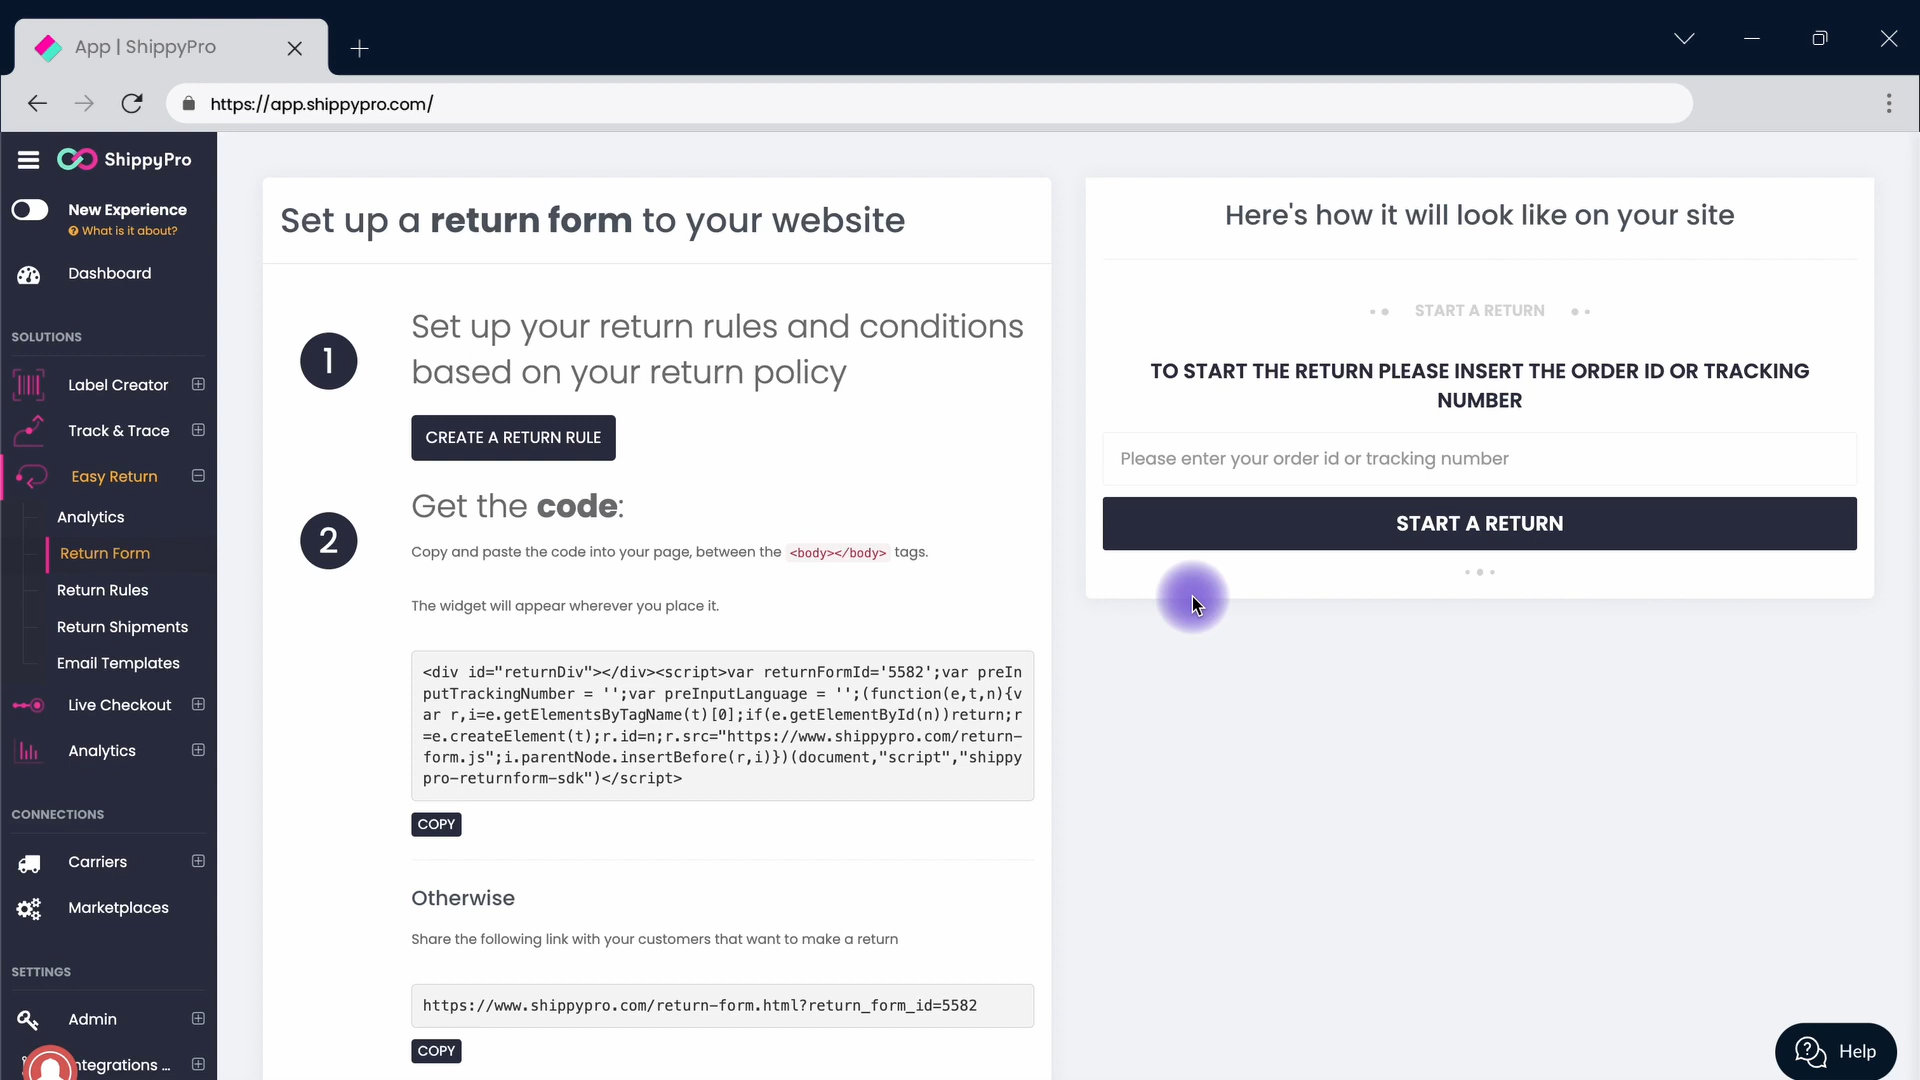 App | ShippyPro
https://app.shippypro.com/
ShippyPro
New Experience
What is it about?
Dashboard
SOLUTIONS
Label Creator
Track & Trace
Easy Return
Analytics
Return Form
Return Rules
Return Shipments
Email Templates
Live Checkout
Analytics
CONNECTIONS
Carriers
Marketplaces
SETTINGS
Admin
ntegrations ...
Set up a return form to your website
1
Set up your return rules and conditions
based on your return policy
CREATE A RETURN RULE
2
Get the code:
Copy and paste the code into your page, between the <body></body> tags.
The widget will appear wherever you place it.
<div id="returnDiv"></div><script>var returnFormId='5582';var preIn
putTrackingNumber = '';var preInputLanguage = '';(function(e,t,n){v
ar r,i=e.getElementsByTagName(t)[0];if(e.getElementById(n))return;r
=e.createElement(t);r.id=n;r.src="https://www.shippypro.com/return-
form.js";i.parentNode.insertBefore(r,i)})(document,"script","shippy
pro-returnform-sdk")</script>
COPY
Otherwise
Share the following link with your customers that want to make a return
https://www.shippypro.com/return-form.html?return_form_id=5582
COPY
Here's how it will look like on your site
START A RETURN
TO START THE RETURN PLEASE INSERT THE ORDER ID OR TRACKING
NUMBER
Please enter your order id or tracking number
START A RETURN
Help